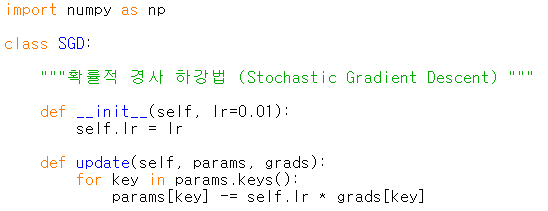 import numpy as np
class SGD:
"""확률적 경사 하강법 (Stochastic Gradient Descent) """
def __init__(self, lr=0.01):
self.lr = lr
def update(self, params, grads):
for key in params.keys():
params[key] -= self.lr * grads[key]